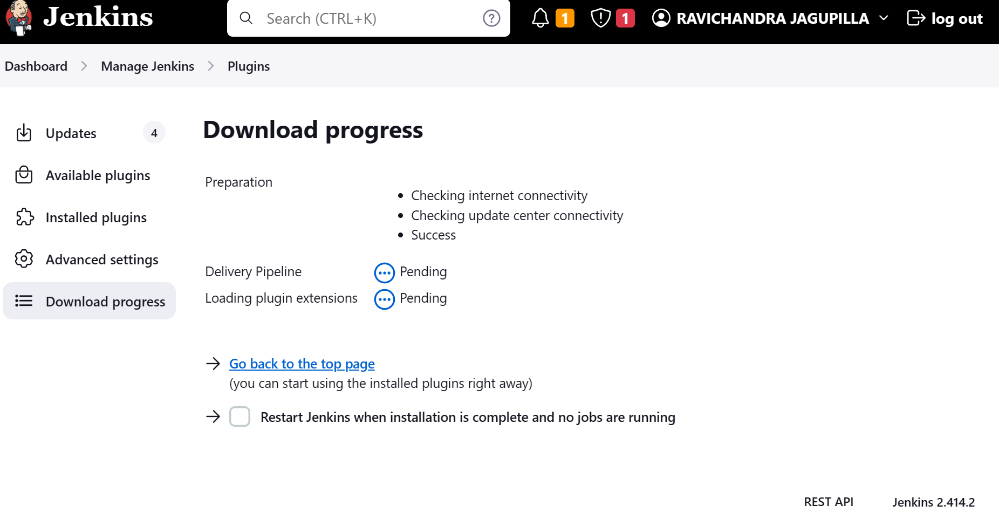 Jenkins
Search (CTRL+K)
?
1
1
RAVICHANDRA JAGUPILLA
log out
Dashboard
Manage Jenkins
Plugins
Updates
4
Available plugins
Installed plugins
Advanced settings
Download progress
Download progress
Preparation
• Checking internet connectivity
• Checking update center connectivity
• Success
Delivery Pipeline
Pending
Loading plugin extensions
Pending
→ Go back to the top page
(you can start using the installed plugins right away)
→ Restart Jenkins when installation is complete and no jobs are running
REST API
Jenkins 2.414.2